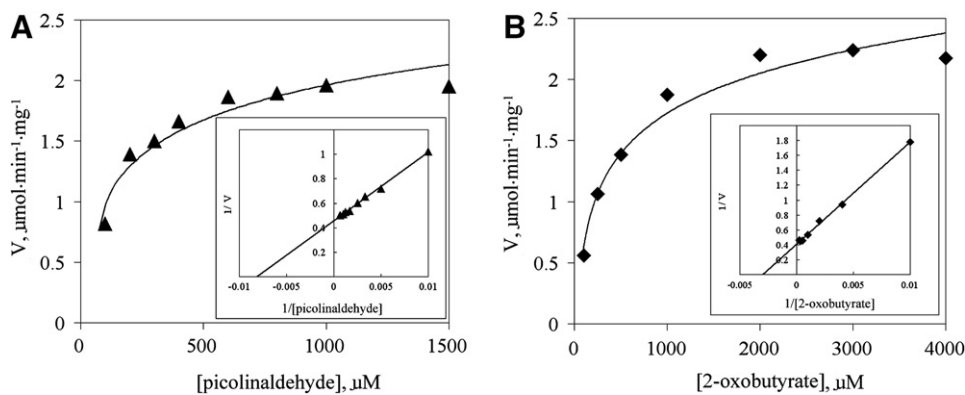 A
2.5
2
1.5
1
0.5
0
V, µmol·min⁻¹·mg⁻¹
0 500 1000 1500
[picolinaldehyde], µM
1
0.8
0.6
0.4
0.2
1/ V
-0.01 -0.005 0 0.005 0.01
1/[picolinaldehyde]
B
2.5
2
1.5
1
0.5
0
V, µmol·min⁻¹·mg⁻¹
0 1000 2000 3000 4000
[2-oxobutyrate], µM
1.8
1.6
1.4
1.2
1
0.8
0.6
0.4
0.2
1/ V
-0.005 0 0.005 0.01
1/[2-oxobutyrate]